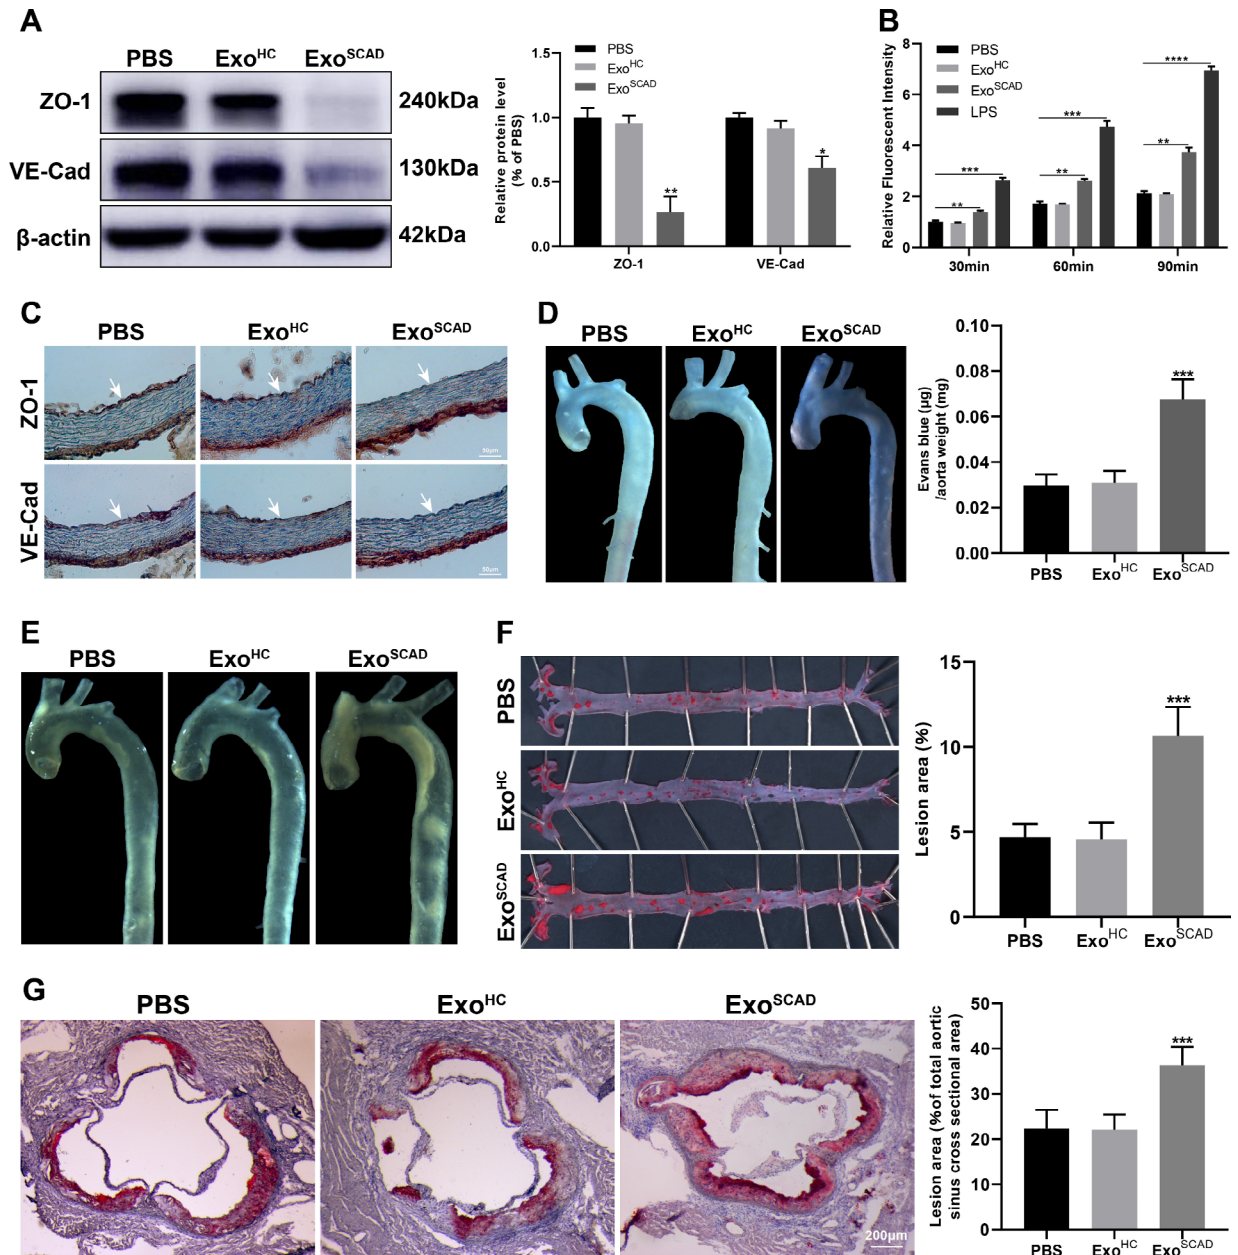 A
PBS Exo^HC Exo^SCAD
ZO-1 240kDa
VE-Cad 130kDa
β-actin 42kDa
Relative protein level
(% of PBS)
1.5
1.0
0.5
0.0
PBS
Exo^HC
Exo^SCAD
**
*
ZO-1 VE-Cad
B
Relative Fluorescent Intensity
8
6
4
2
0
PBS
Exo^HC
Exo^SCAD
LPS
**
***
**
***
**
****
30min 60min 90min
C
PBS Exo^HC Exo^SCAD
ZO-1
50μm
VE-Cad
50μm
D
PBS Exo^HC Exo^SCAD
Evans blue (μg)
/aorta weight (mg)
0.10
0.08
0.06
0.04
0.02
0.00
***
PBS Exo^HC Exo^SCAD
E
PBS Exo^HC Exo^SCAD
F
PBS
Exo^HC
Exo^SCAD
Lesion area (%)
15
10
5
0
***
PBS Exo^HC Exo^SCAD
G
PBS Exo^HC Exo^SCAD
200μm
Lesion area (%of total aortic
sinus cross sectional area)
50
40
30
20
10
0
***
PBS Exo^HC Exo^SCAD